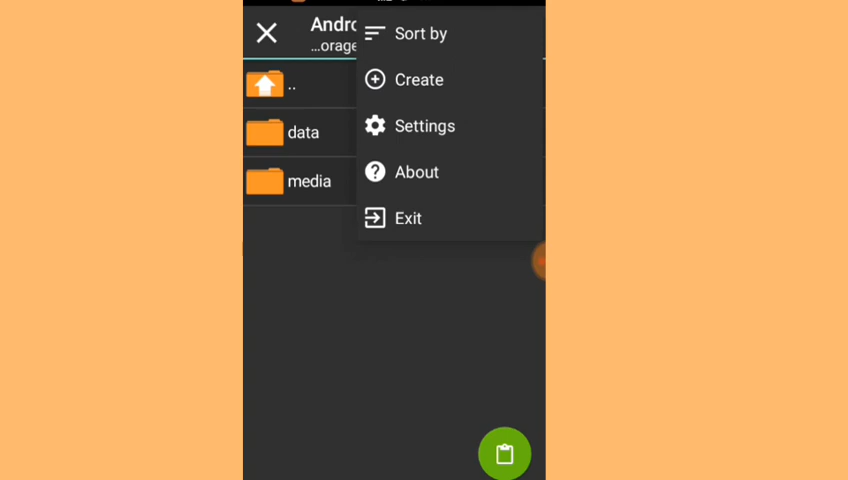 Andro
...orage
Sort by
..
Create
data
Settings
media
About
Exit